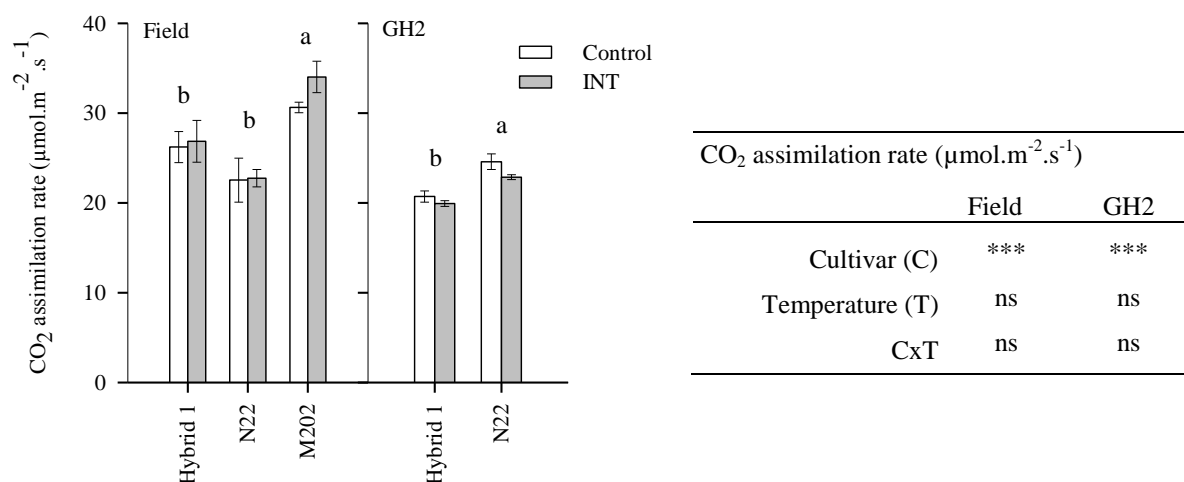 CO2 assimilation rate (µmol.m-2.s-1)
40
30
20
10
0
Field
GH2
b
b
a
b
a
Control
INT
Hybrid 1
N22
M202
Hybrid 1
N22
CO2 assimilation rate (µmol.m-2.s-1)
Field GH2
Cultivar (C) *** ***
Temperature (T) ns ns
CxT ns ns